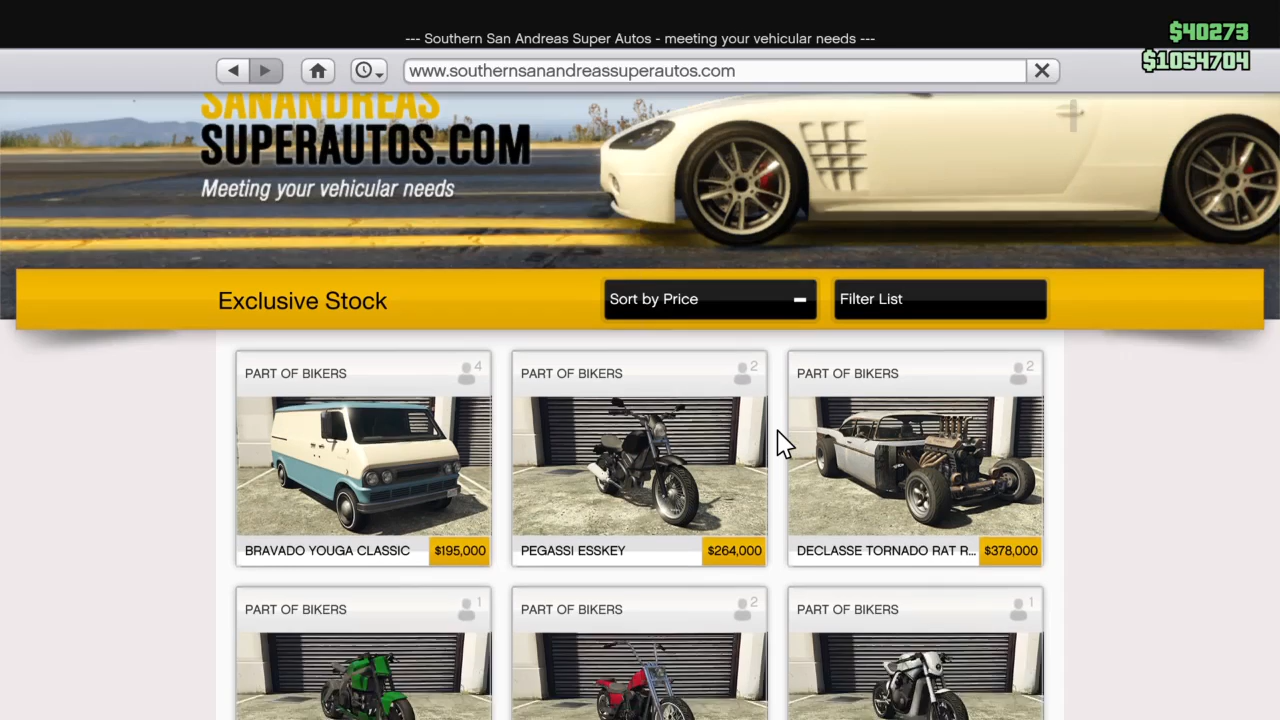 --- Southern San Andreas Super Autos - meeting your vehicular needs ---
$40273
$1054704
www.southernsanandreassuperautos.com
SANANDREAS
SUPERAUTOS.COM
Meeting your vehicular needs
Exclusive Stock
Sort by Price
Filter List
PART OF BIKERS 4
PART OF BIKERS 2
PART OF BIKERS 2
BRAVADO YOUGA CLASSIC $195,000
PEGASSI ESSKEY $264,000
DECLASSE TORNADO RAT R... $378,000
PART OF BIKERS 1
PART OF BIKERS 2
PART OF BIKERS 1